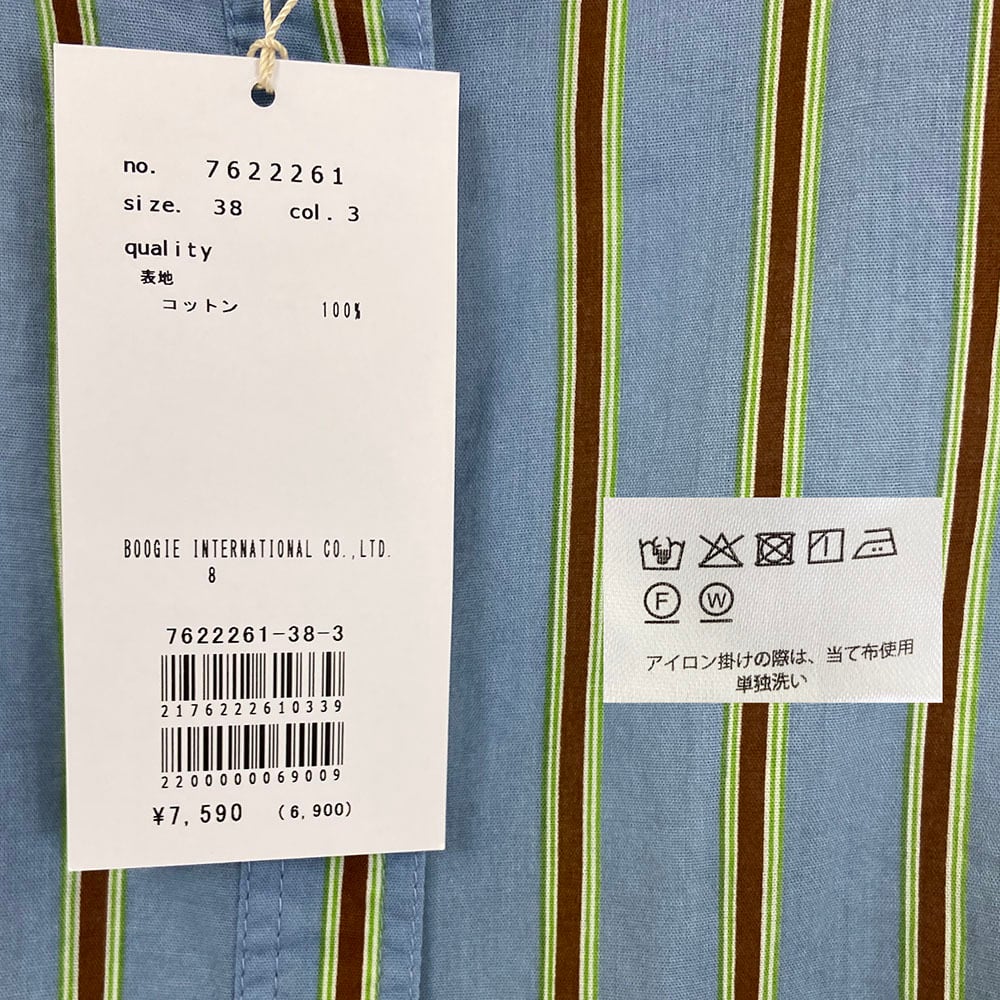 no. 7622261
size. 38 col. 3
quality
表地
コットン 100%
BOOGIE INTERNATIONAL CO.,LTD.
8
7622261-38-3
2176222610339
2200000069009
¥7,590 (6,900)
F W
アイロン掛けの際は、当て布使用
単独洗い